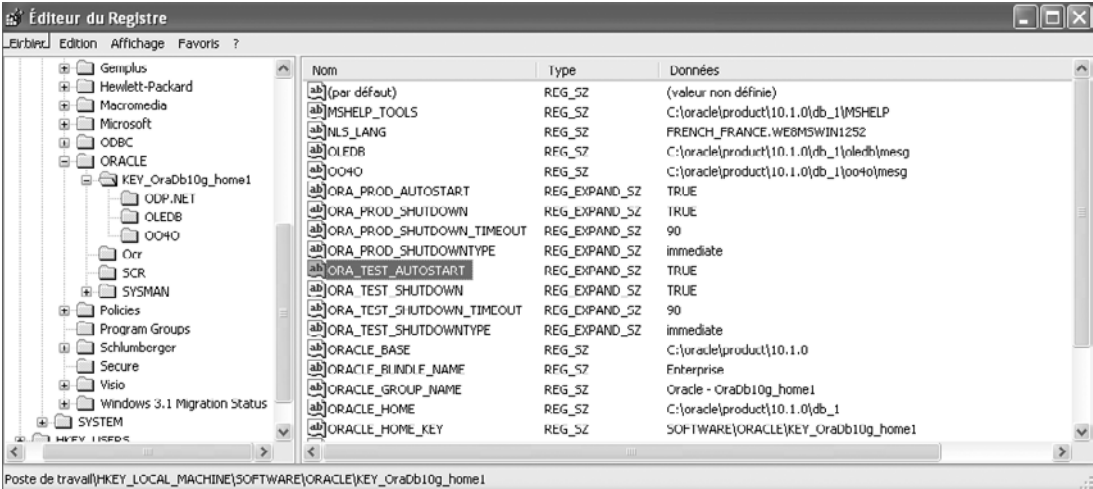 Éditeur du Registre
Fichier Edition Affichage Favoris ?
Gemplus
Hewlett-Packard
Macromedia
Microsoft
ODBC
ORACLE
KEY_OraDb10g_home1
ODP.NET
OLEDB
OO4O
Ocr
SCR
SYSMAN
Policies
Program Groups
Schlumberger
Secure
Visio
Windows 3.1 Migration Status
SYSTEM
HKEY_USERS
Nom Type Données
(par défaut) REG_SZ (valeur non définie)
MSHELP_TOOLS REG_SZ C:\oracle\product\10.1.0\db_1\MSHELP
NLS_LANG REG_SZ FRENCH_FRANCE.WE8MSWIN1252
OLEDB REG_SZ C:\oracle\product\10.1.0\db_1\oledb\mesg
OO4O REG_SZ C:\oracle\product\10.1.0\db_1\oo4o\mesg
ORA_PROD_AUTOSTART REG_EXPAND_SZ TRUE
ORA_PROD_SHUTDOWN REG_EXPAND_SZ TRUE
ORA_PROD_SHUTDOWN_TIMEOUT REG_EXPAND_SZ 90
ORA_PROD_SHUTDOWNTYPE REG_EXPAND_SZ immediate
ORA_TEST_AUTOSTART REG_EXPAND_SZ TRUE
ORA_TEST_SHUTDOWN REG_EXPAND_SZ TRUE
ORA_TEST_SHUTDOWN_TIMEOUT REG_EXPAND_SZ 90
ORA_TEST_SHUTDOWNTYPE REG_EXPAND_SZ immediate
ORACLE_BASE REG_SZ C:\oracle\product\10.1.0
ORACLE_BUNDLE_NAME REG_SZ Enterprise
ORACLE_GROUP_NAME REG_SZ Oracle - OraDb10g_home1
ORACLE_HOME REG_SZ C:\oracle\product\10.1.0\db_1
ORACLE_HOME_KEY REG_SZ SOFTWARE\ORACLE\KEY_OraDb10g_home1
Poste de travail\HKEY_LOCAL_MACHINE\SOFTWARE\ORACLE\KEY_OraDb10g_home1